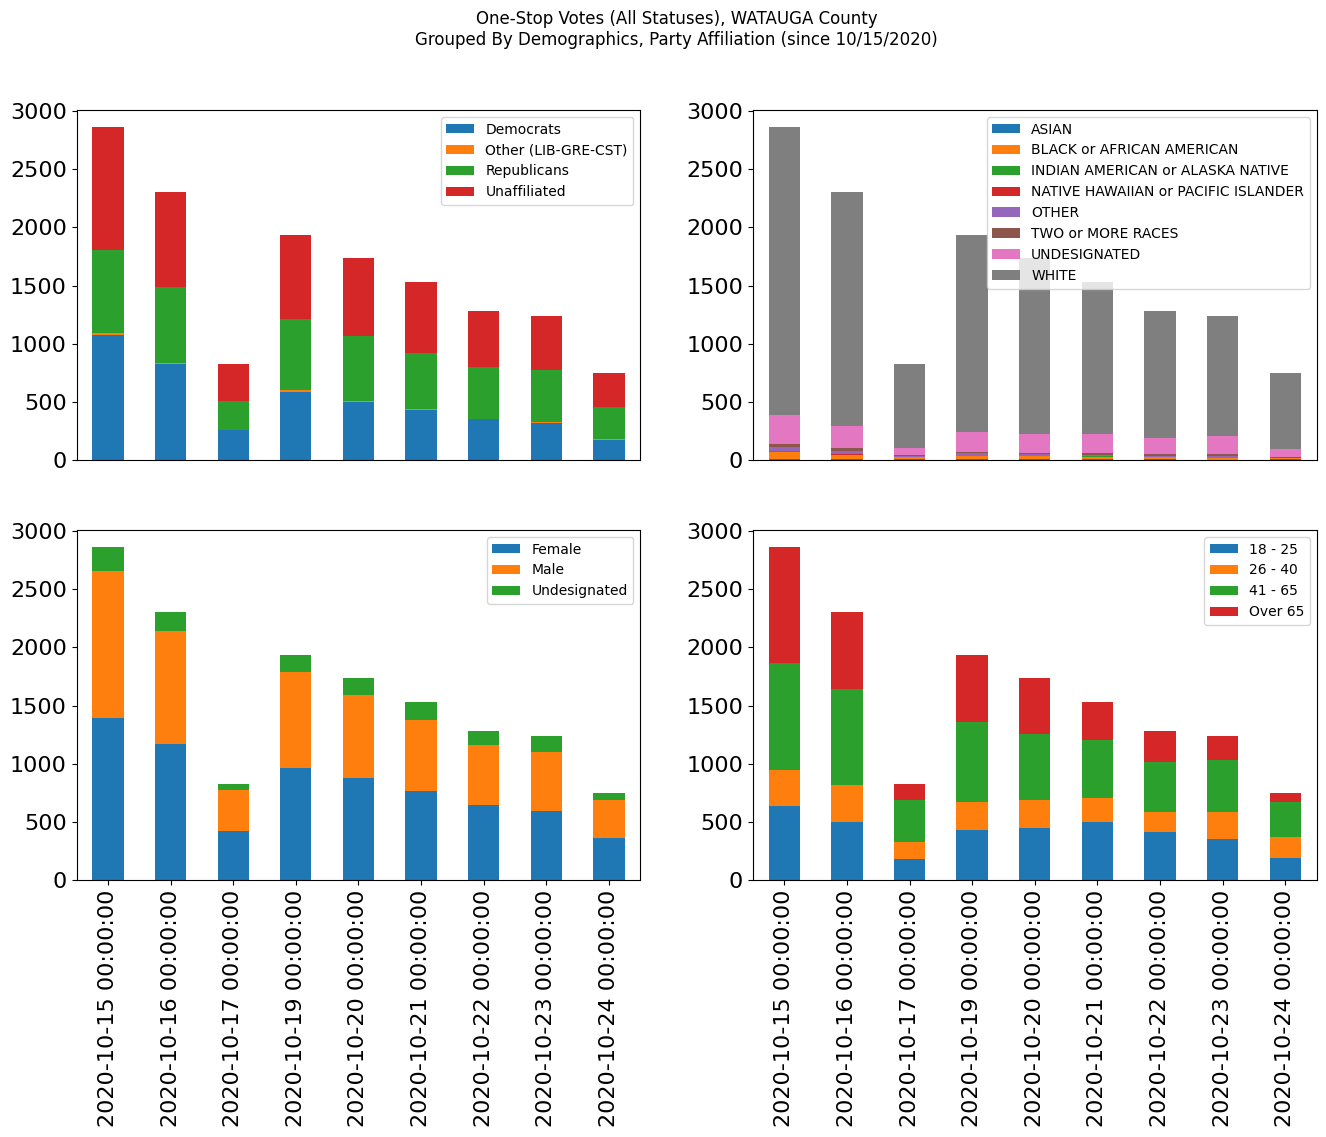 One-Stop Votes (All Statuses), WATAUGA County
Grouped By Demographics, Party Affiliation (since 10/15/2020)
3000
2500
2000
1500
1000
500
0
Democrats
Other (LIB-GRE-CST)
Republicans
Unaffiliated
3000
2500
2000
1500
1000
500
0
ASIAN
BLACK or AFRICAN AMERICAN
INDIAN AMERICAN or ALASKA NATIVE
NATIVE HAWAIIAN or PACIFIC ISLANDER
OTHER
TWO or MORE RACES
UNDESIGNATED
WHITE
3000
2500
2000
1500
1000
500
0
Female
Male
Undesignated
2020-10-15 00:00:00
2020-10-16 00:00:00
2020-10-17 00:00:00
2020-10-19 00:00:00
2020-10-20 00:00:00
2020-10-21 00:00:00
2020-10-22 00:00:00
2020-10-23 00:00:00
2020-10-24 00:00:00
3000
2500
2000
1500
1000
500
0
18 - 25
26 - 40
41 - 65
Over 65
2020-10-15 00:00:00
2020-10-16 00:00:00
2020-10-17 00:00:00
2020-10-19 00:00:00
2020-10-20 00:00:00
2020-10-21 00:00:00
2020-10-22 00:00:00
2020-10-23 00:00:00
2020-10-24 00:00:00